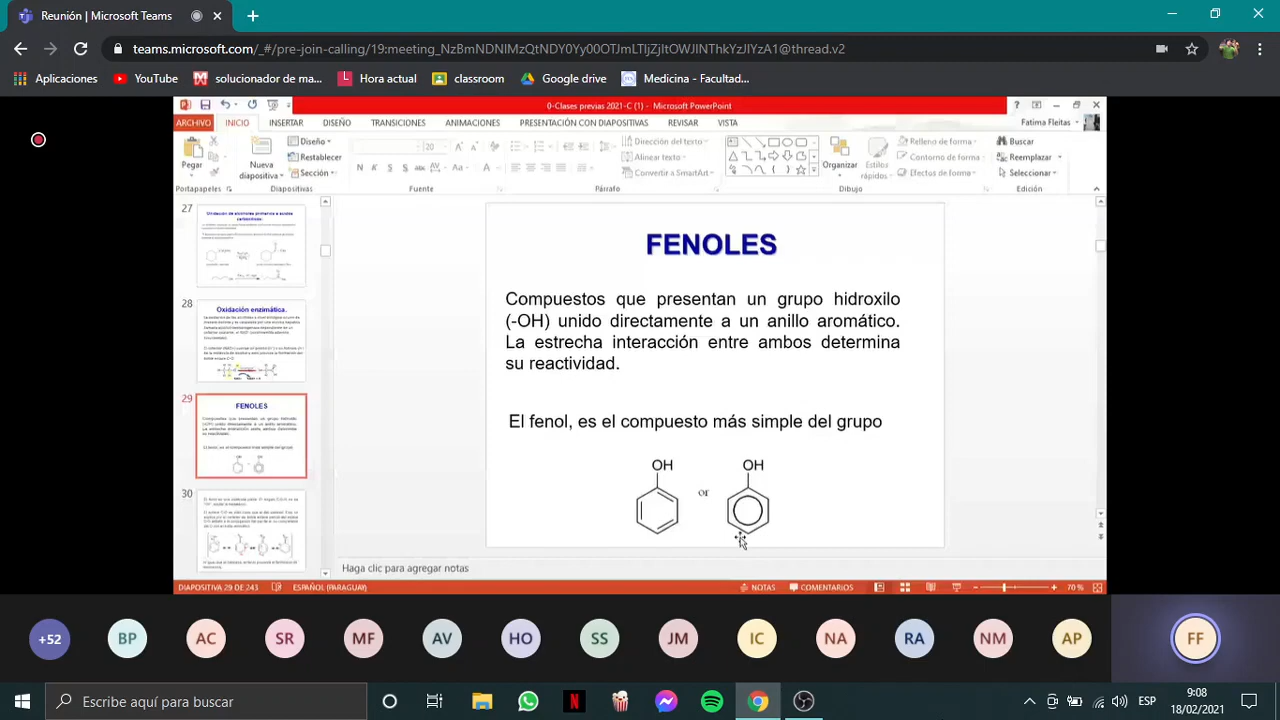 Teams
teams.microsoft.com/_#/pre-join-calling/19:meeting_NzBmNDNlMzQtNDY0Yy00OTJmLTljZjItOWJlNThkYzJlYzA1@thread.v2
Aplicaciones
YouTube
solucionador de ma...
Hora actual
classroom
Google drive
Medicina - Facultad...
0-Clases previas 2021-C (1) - Microsoft PowerPoint
ARCHIVO INICIO INSERTAR DISEÑO TRANSICIONES ANIMACIONES PRESENTACIÓN CON DIAPOSITIVAS REVISAR VISTA
Fatima Fleitas
Pegar
Nueva
diapositiva
Diseño
Restablecer
Sección
20
N K S S abc AV Aa A
Dirección del texto
Alinear texto
Convertir a SmartArt
Organizar
Estilos
rápidos
Relleno de forma
Contorno de forma
Efectos de forma
Buscar
Reemplazar
Seleccionar
Portapapeles Diapositivas Fuente Párrafo Dibujo Edición
27
28
Oxidación enzimática.
29
FENOLES
30
FENOLES
Compuestos que presentan un grupo hidroxilo
(-OH) unido directamente a un anillo aromático.
La estrecha interacción entre ambos determina
su reactividad.
El fenol, es el compuesto más simple del grupo
OH OH
Haga clic para agregar notas
DIAPOSITIVA 29 DE 243 ESPAÑOL (PARAGUAY) NOTAS COMENTARIOS 70 %
+52 BP AC SR MF AV HO SS JM IC NA RA NM AP FF
Escribe aquí para buscar
ESP
9:08
18/02/2021